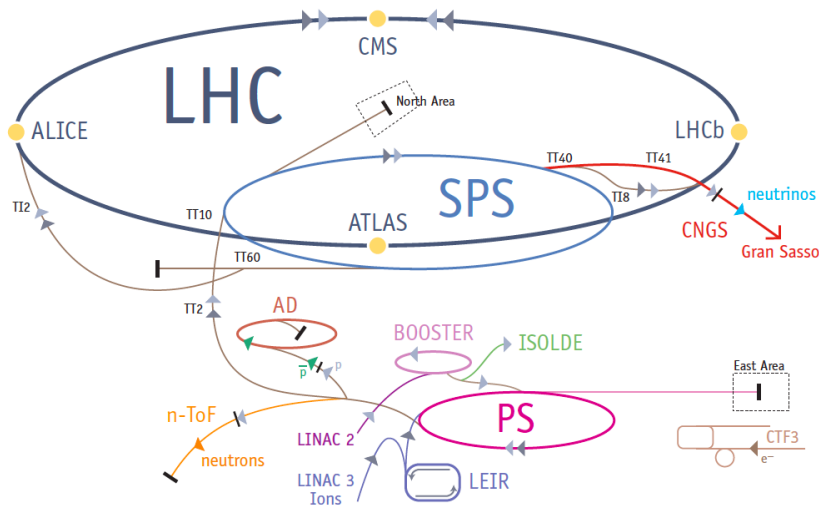 CMS
LHC
North Area
ALICE
LHCb
TT40
TT41
SPS
neutrinos
TI2
TT10
TI8
ATLAS
CNGS
Gran Sasso
TT60
TT2
AD
BOOSTER
ISOLDE
East Area
p̅
p
n-ToF
PS
LINAC 2
CTF3
neutrons
e⁻
LINAC 3
Ions
LEIR